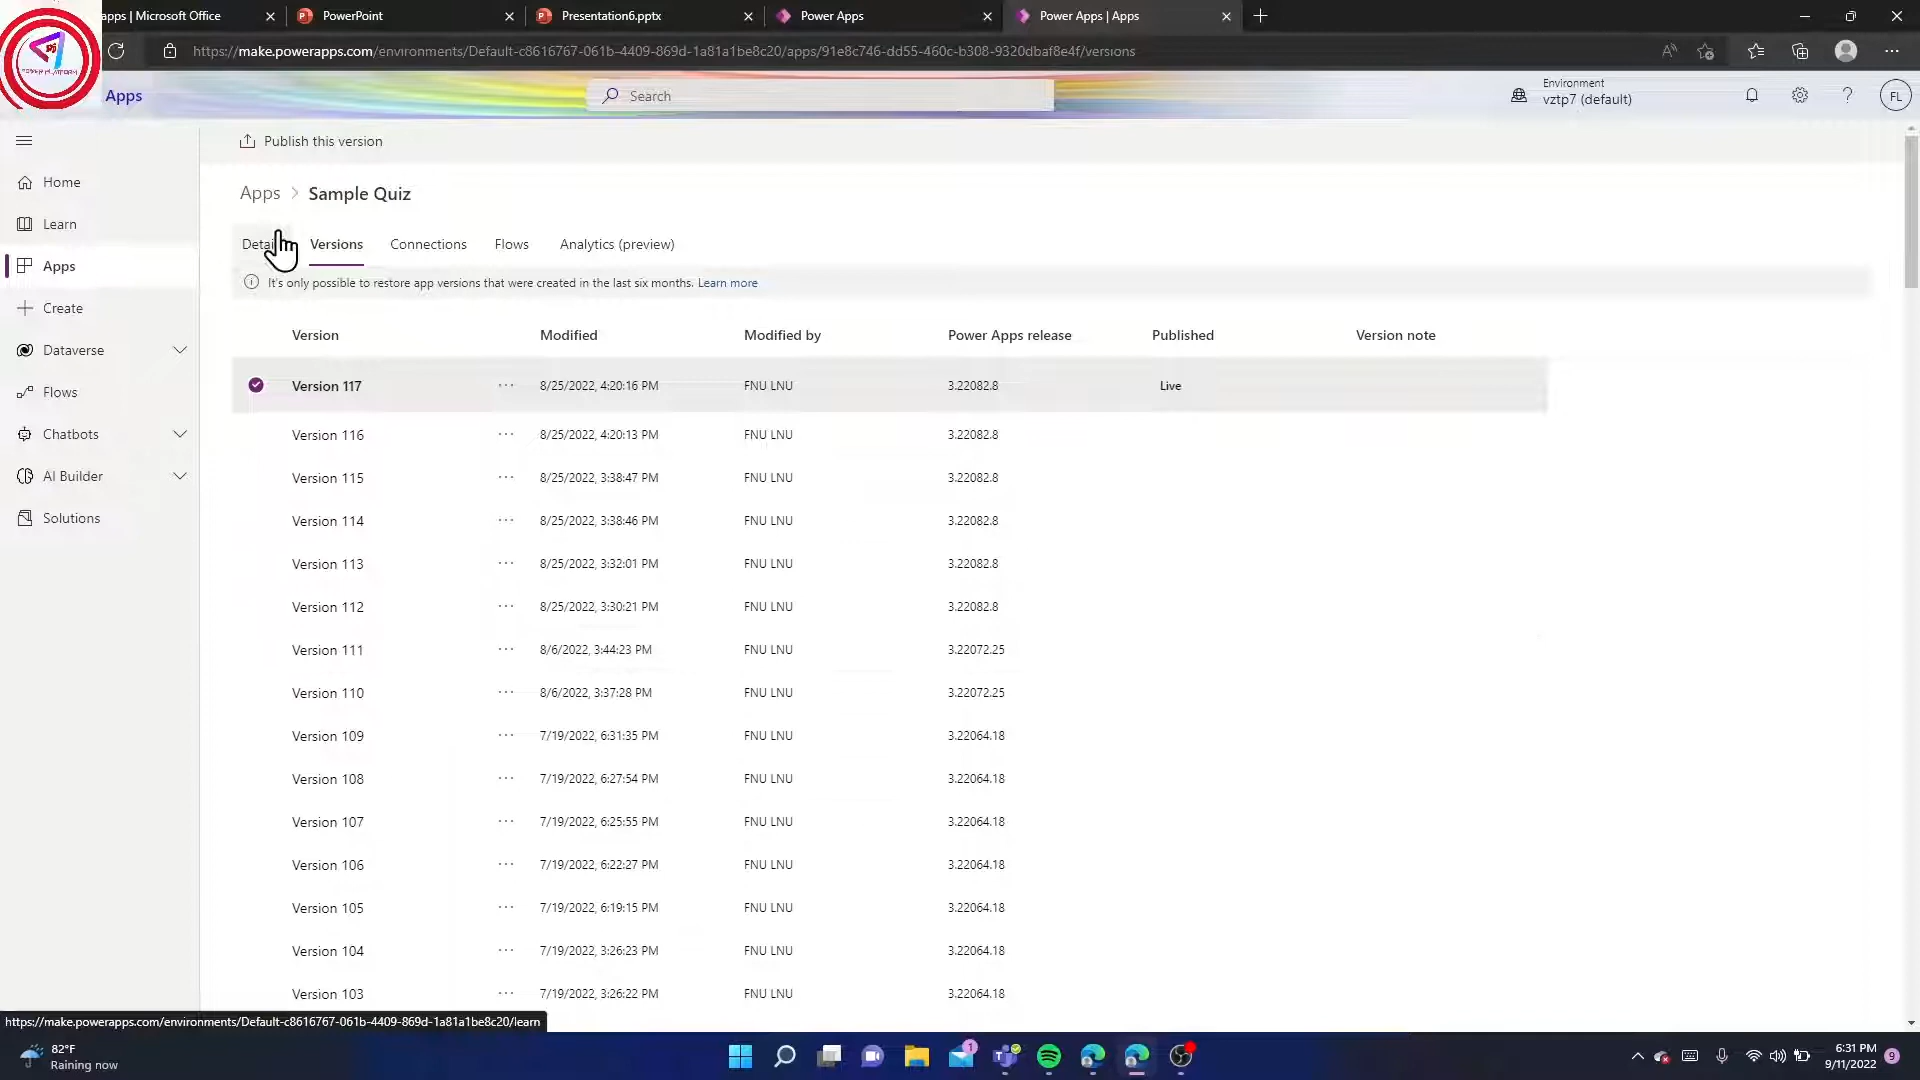 apps | Microsoft Office
PowerPoint
Presentation6.pptx
Power Apps
Power Apps | Apps
https://make.powerapps.com/environments/Default-c8616767-061b-4409-869d-1a81a1be8c20/apps/91e8c746-dd55-460c-b308-9320dbaf8e4f/versions
POWER PLATFORM
Apps
Search
Environment
vztp7 (default)
FL
Publish this version
Home
Learn
Apps
Create
Dataverse
Flows
Chatbots
AI Builder
Solutions
Apps > Sample Quiz
Versions Connections Flows Analytics (preview)
It's only possible to restore app versions that were created in the last six months. Learn more
Version Modified Modified by Power Apps release Published Version note
Version 117 ··· 8/25/2022, 4:20:16 PM FNU LNU 3.22082.8 Live
Version 116 ··· 8/25/2022, 4:20:13 PM FNU LNU 3.22082.8
Version 115 ··· 8/25/2022, 3:38:47 PM FNU LNU 3.22082.8
Version 114 ··· 8/25/2022, 3:38:46 PM FNU LNU 3.22082.8
Version 113 ··· 8/25/2022, 3:32:01 PM FNU LNU 3.22082.8
Version 112 ··· 8/25/2022, 3:30:21 PM FNU LNU 3.22082.8
Version 111 ··· 8/6/2022, 3:44:23 PM FNU LNU 3.22072.25
Version 110 ··· 8/6/2022, 3:37:28 PM FNU LNU 3.22072.25
Version 109 ··· 7/19/2022, 6:31:35 PM FNU LNU 3.22064.18
Version 108 ··· 7/19/2022, 6:27:54 PM FNU LNU 3.22064.18
Version 107 ··· 7/19/2022, 6:25:55 PM FNU LNU 3.22064.18
Version 106 ··· 7/19/2022, 6:22:27 PM FNU LNU 3.22064.18
Version 105 ··· 7/19/2022, 6:19:15 PM FNU LNU 3.22064.18
Version 104 ··· 7/19/2022, 3:26:23 PM FNU LNU 3.22064.18
Version 103 ··· 7/19/2022, 3:26:22 PM FNU LNU 3.22064.18
https://make.powerapps.com/environments/Default-c8616767-061b-4409-869d-1a81a1be8c20/learn
82°F
Raining now
1
6:31 PM
9/11/2022
9